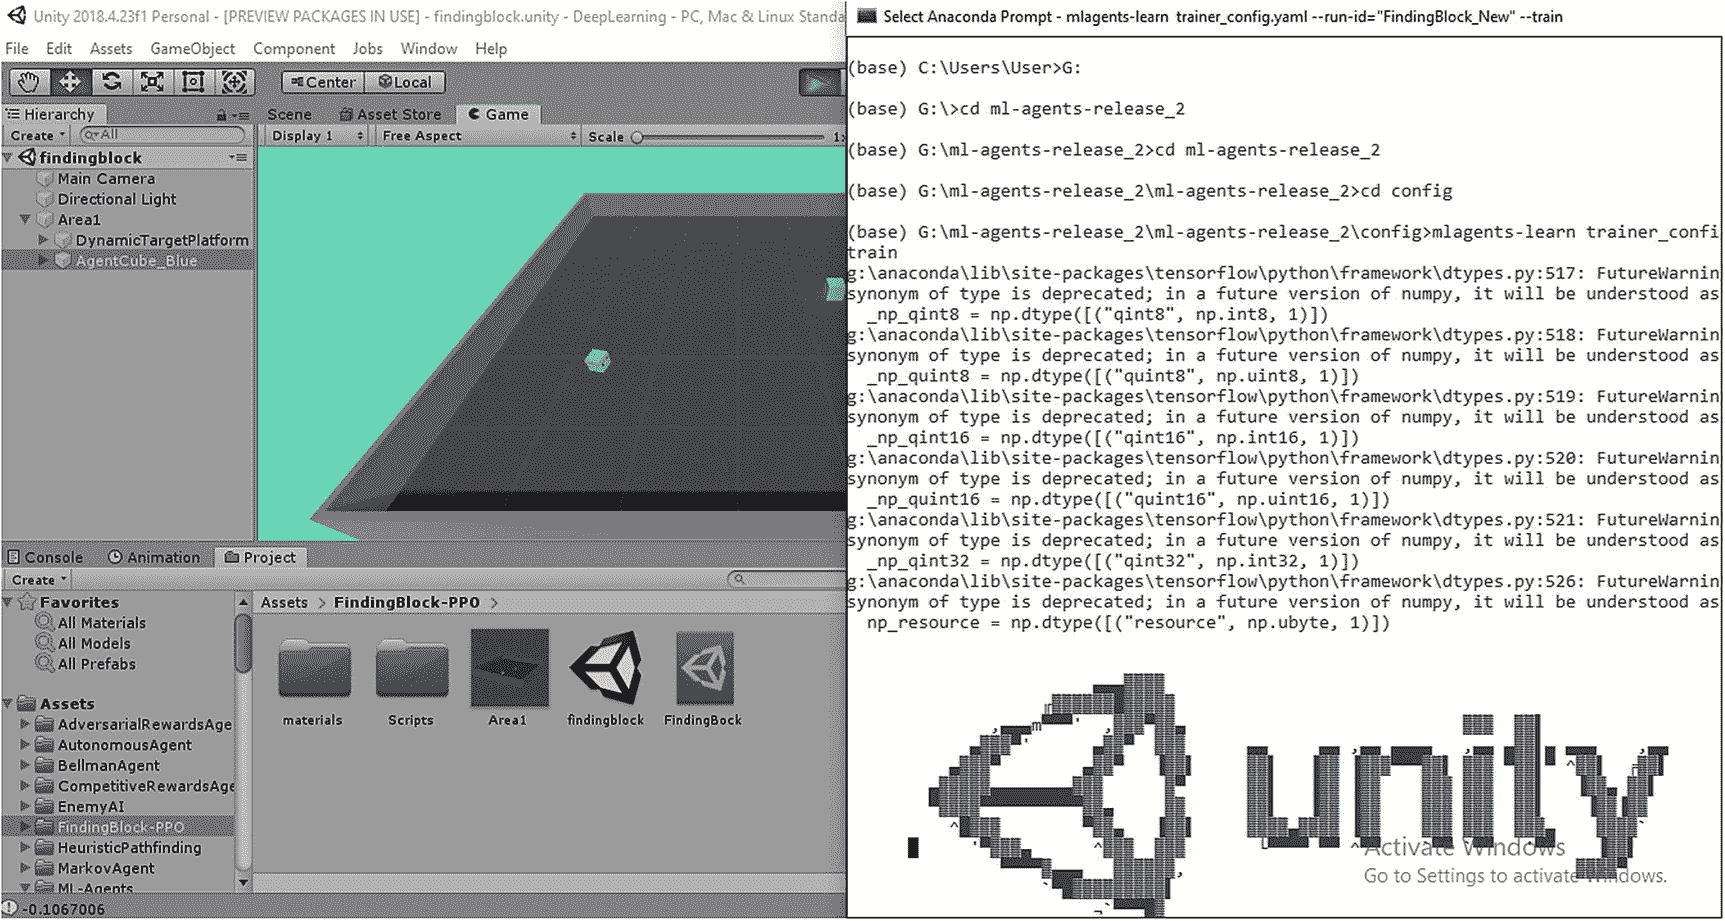 Unity 2018.4.23f1 Personal - [PREVIEW PACKAGES IN USE] - findingblock.unity - DeepLearning - PC, Mac & Linux Standa
File Edit Assets GameObject Component Jobs Window Help
Center Local
Hierarchy
Create All
findingblock
Main Camera
Directional Light
Area1
DynamicTargetPlatform
AgentCube_Blue
Scene Asset Store Game
Display 1 Free Aspect Scale 1x
Console Animation Project
Create
Favorites
All Materials
All Models
All Prefabs
Assets
AdversarialRewardsAge
AutonomousAgent
BellmanAgent
CompetitiveRewardsAge
EnemyAI
FindingBlock-PPO
HeuristicPathfinding
MarkovAgent
ML-Agents
Assets > FindingBlock-PPO >
materials Scripts Area1 findingblock FindingBock
-0.1067006
Select Anaconda Prompt - mlagents-learn trainer_config.yaml --run-id="FindingBlock_New" --train
(base) C:\Users\User>G:
(base) G:\>cd ml-agents-release_2
(base) G:\ml-agents-release_2>cd ml-agents-release_2
(base) G:\ml-agents-release_2\ml-agents-release_2>cd config
(base) G:\ml-agents-release_2\ml-agents-release_2\config>mlagents-learn trainer_confi
train
g:\anaconda\lib\site-packages\tensorflow\python\framework\dtypes.py:517: FutureWarnin
synonym of type is deprecated; in a future version of numpy, it will be understood as
_np_qint8 = np.dtype([("qint8", np.int8, 1)])
g:\anaconda\lib\site-packages\tensorflow\python\framework\dtypes.py:518: FutureWarnin
synonym of type is deprecated; in a future version of numpy, it will be understood as
_np_quint8 = np.dtype([("quint8", np.uint8, 1)])
g:\anaconda\lib\site-packages\tensorflow\python\framework\dtypes.py:519: FutureWarnin
synonym of type is deprecated; in a future version of numpy, it will be understood as
_np_qint16 = np.dtype([("qint16", np.int16, 1)])
g:\anaconda\lib\site-packages\tensorflow\python\framework\dtypes.py:520: FutureWarnin
synonym of type is deprecated; in a future version of numpy, it will be understood as
_np_quint16 = np.dtype([("quint16", np.uint16, 1)])
g:\anaconda\lib\site-packages\tensorflow\python\framework\dtypes.py:521: FutureWarnin
synonym of type is deprecated; in a future version of numpy, it will be understood as
_np_qint32 = np.dtype([("qint32", np.int32, 1)])
g:\anaconda\lib\site-packages\tensorflow\python\framework\dtypes.py:526: FutureWarnin
synonym of type is deprecated; in a future version of numpy, it will be understood as
np_resource = np.dtype([("resource", np.ubyte, 1)])
unity
Activate Windows
Go to Settings to activate Windows.